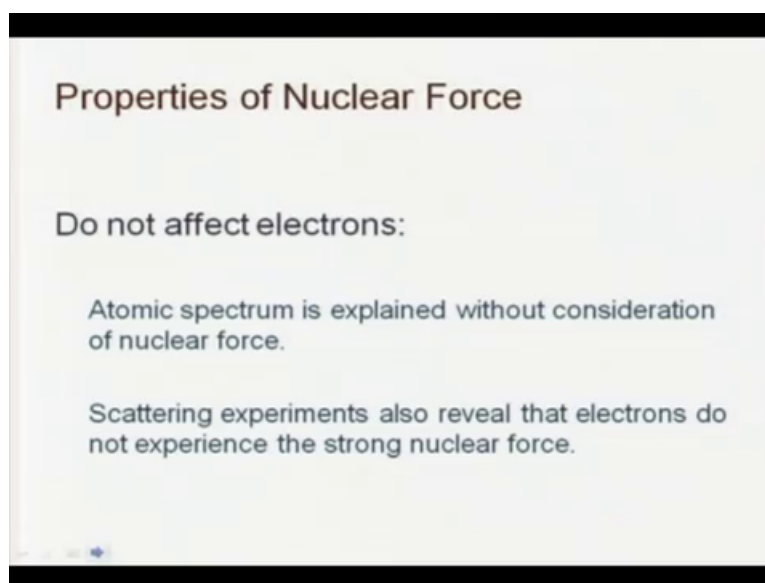 Properties of Nuclear Force
Do not affect electrons:
Atomic spectrum is explained without consideration
of nuclear force.
Scattering experiments also reveal that electrons do
not experience the strong nuclear force.